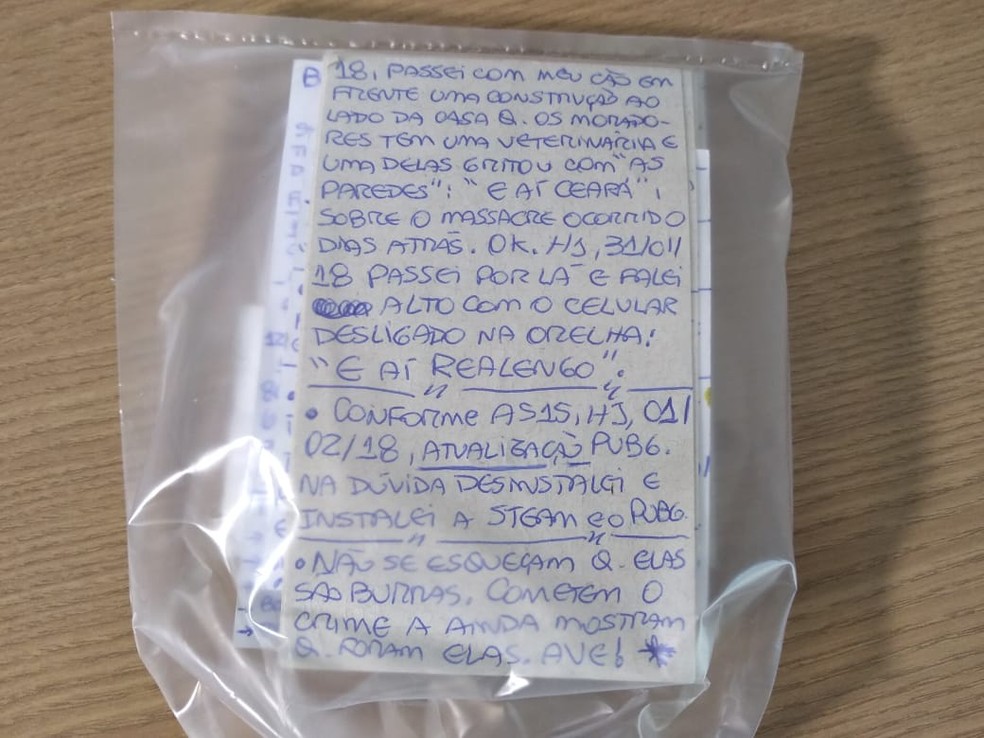 18, PASSEI COM MEU CÃO EM
FRENTE UMA CONSTRUÇÃO AO
LADO DA CASA Q. OS MORADO-
RES TEM UMA VETERINÁRIA E
UMA DELAS GRITOU COM "AS
PAREDES": "E AÍ CEARÁ",
SOBRE O MASSACRE OCORRIDO
DIAS ATRÁS. OK. HJ, 31/01/
18 PASSEI POR LÁ E FALEI
ALTO COM O CELULAR
DESLIGADO NA ORELHA:
"E AÍ REALENGO".
• CONFORME AS15, HJ, 01/
02/18, ATUALIZAÇÃO PUBG.
NA DÚVIDA DESINSTALEI E
INSTALEI A STEAM e O PUBG.
• NÃO SE ESQUEÇAM Q. ELAS
SÃO BURRAS. COMETEM O
CRIME A AINDA MOSTRAM
Q. FORAM ELAS. AVE! *